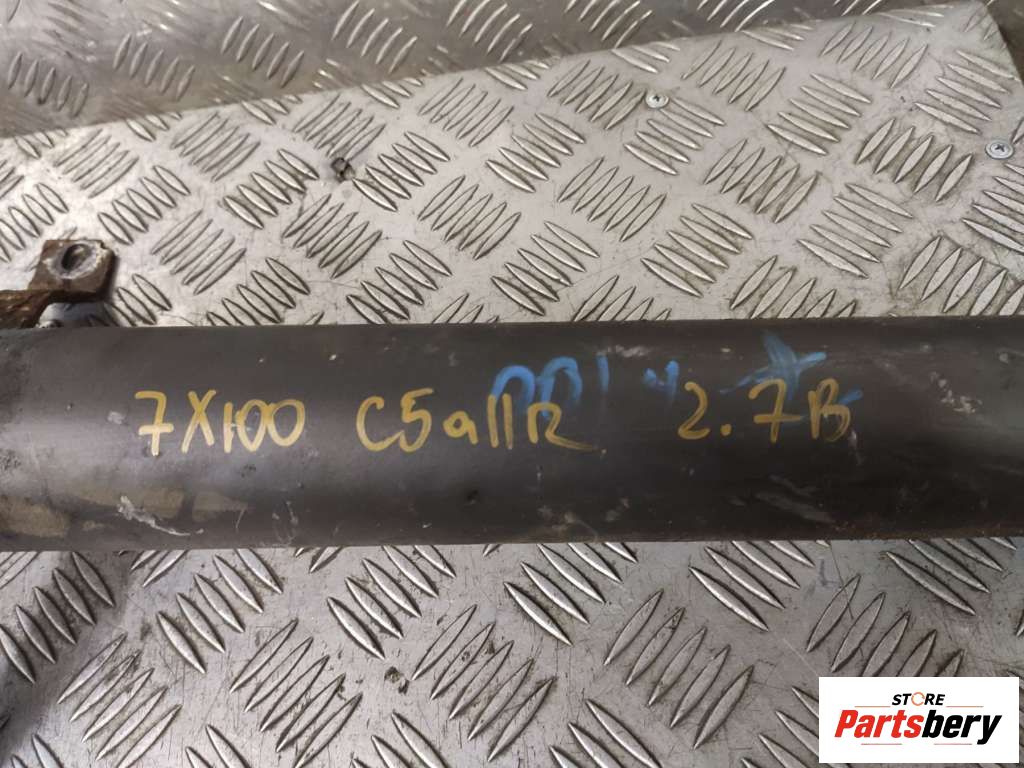 7X100 C5allR 2.7B
STORE
Partsbery